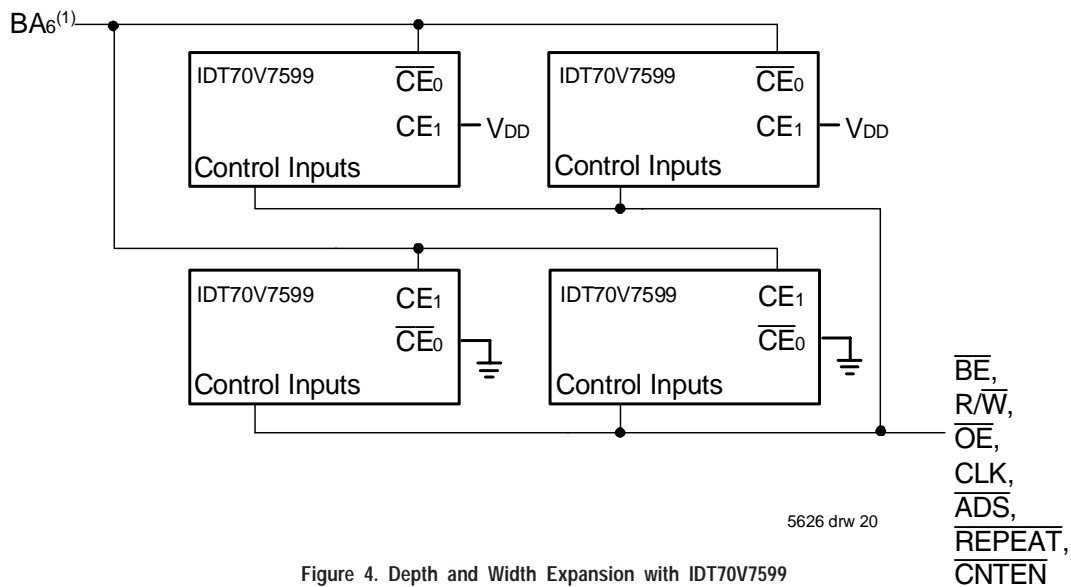 BA6(1)
IDT70V7599
CE0
CE1
VDD
Control Inputs
IDT70V7599
CE0
CE1
VDD
Control Inputs
IDT70V7599
CE1
CE0
Control Inputs
IDT70V7599
CE1
CE0
Control Inputs
BE,
R/W,
OE,
CLK,
ADS,
REPEAT,
CNTEN
5626 drw 20
Figure 4. Depth and Width Expansion with IDT70V7599